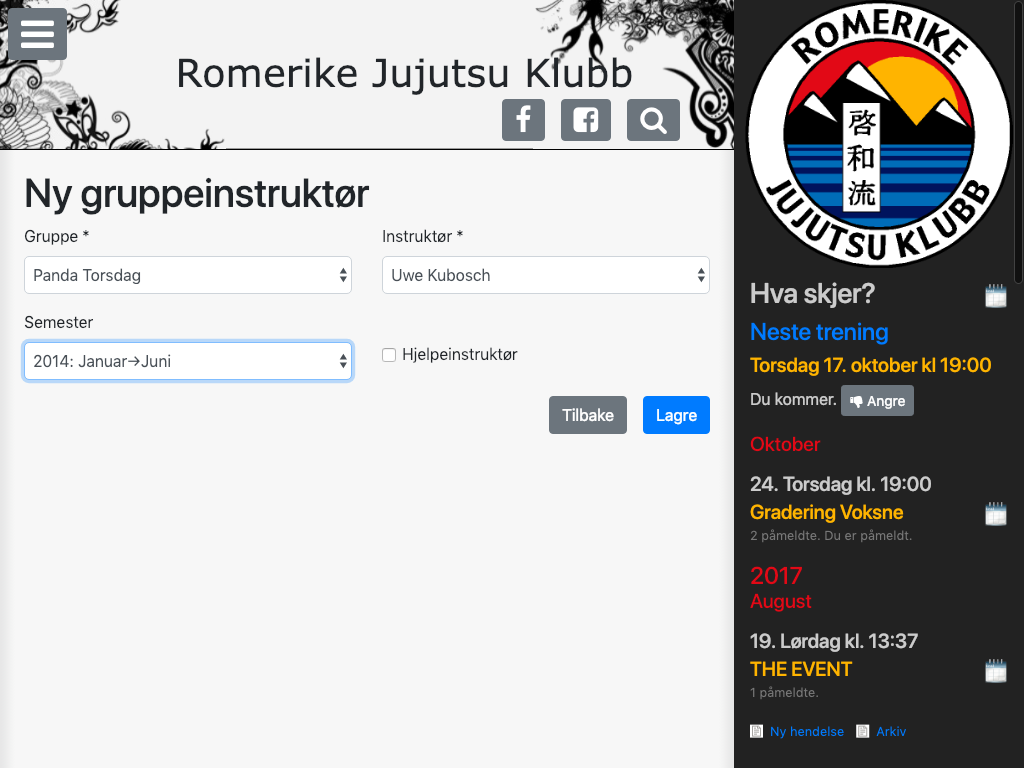 Romerike Jujutsu Klubb
Ny gruppeinstruktør
Gruppe *
Instruktør *
Panda Torsdag
Uwe Kubosch
Semester
2014: Januar→Juni
Hjelpeinstruktør
Tilbake
Lagre
ROMERIKE
啓和流
JUJUTSU KLUBB
Hva skjer?
Neste trening
Torsdag 17. oktober kl 19:00
Du kommer.
Angre
Oktober
24. Torsdag kl. 19:00
Gradering Voksne
2 påmeldte. Du er påmeldt.
2017
August
19. Lørdag kl. 13:37
THE EVENT
1 påmeldte.
Ny hendelse
Arkiv